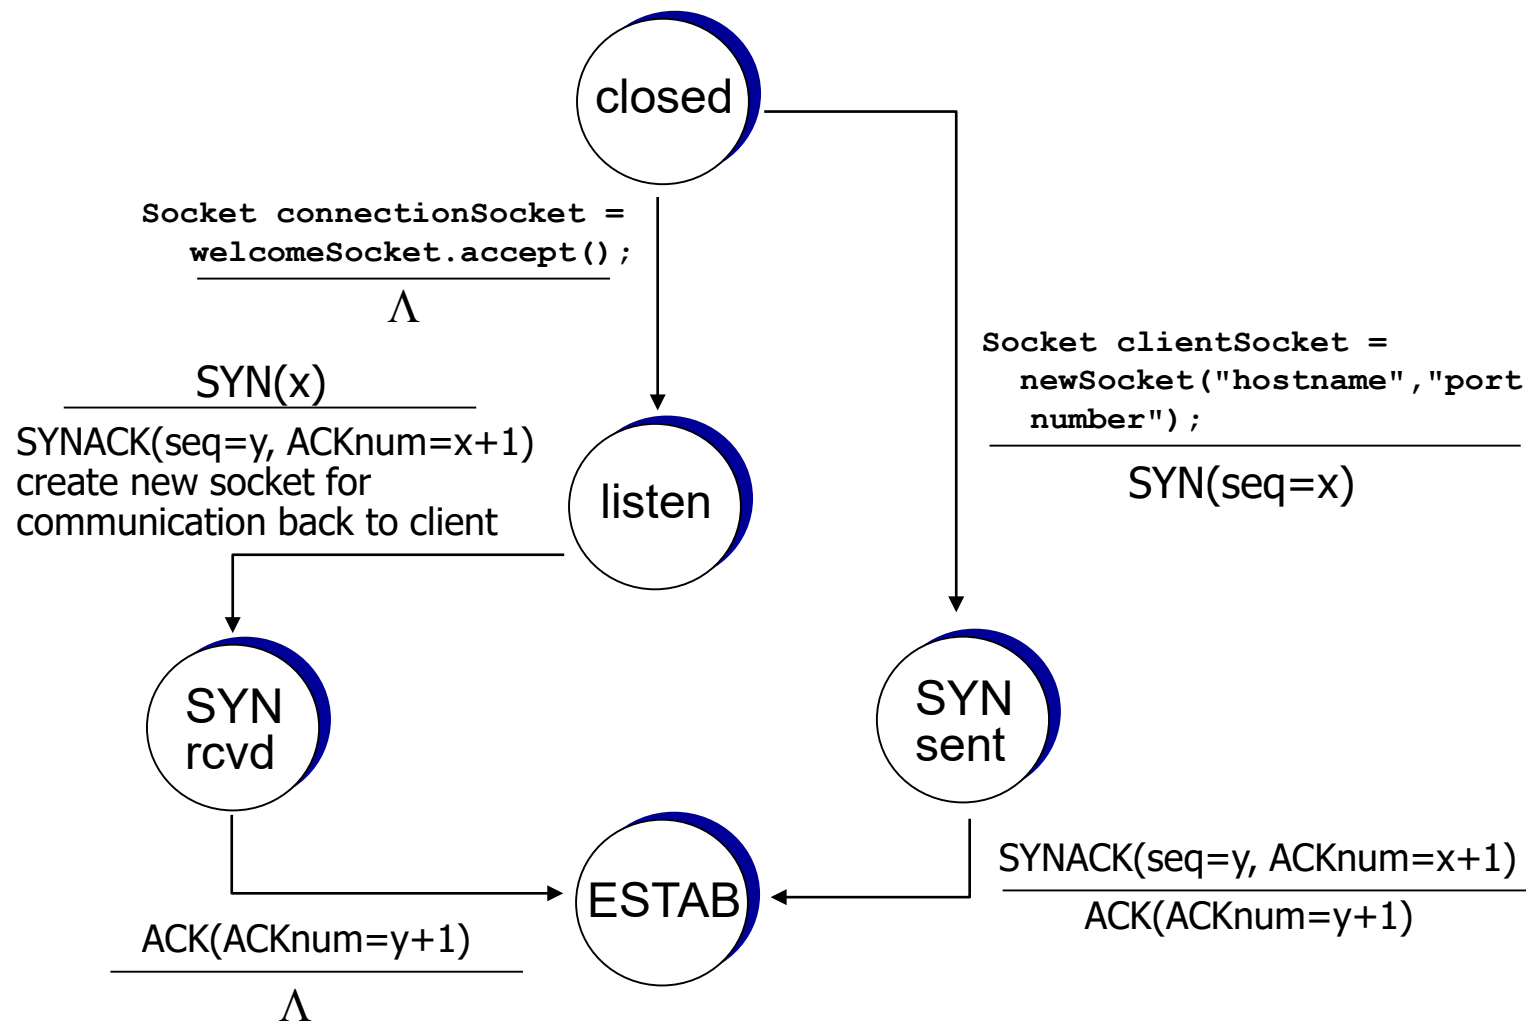 closed
Socket connectionSocket =
welcomeSocket.accept();
Λ
Socket clientSocket =
newSocket("hostname","port
number");
SYN(seq=x)
SYN(x)
SYNACK(seq=y, ACKnum=x+1)
create new socket for
communication back to client
listen
SYN
rcvd
SYN
sent
ESTAB
SYNACK(seq=y, ACKnum=x+1)
ACK(ACKnum=y+1)
ACK(ACKnum=y+1)
Λ